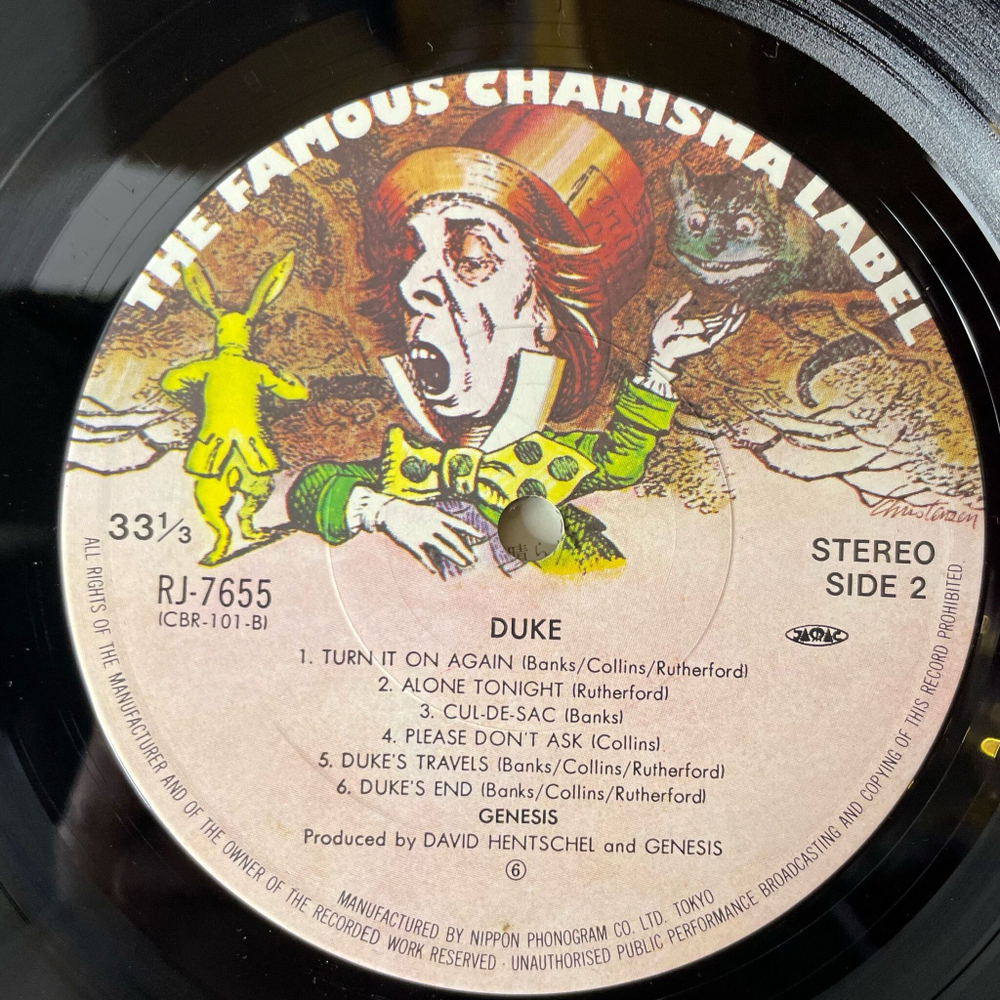 THE FAMOUS CHARISMA LABEL
Christensen
33⅓
STEREO
SIDE 2
RJ-7655
(CBR-101-B)
JASRAC
DUKE
1. TURN IT ON AGAIN (Banks/Collins/Rutherford)
2. ALONE TONIGHT (Rutherford)
3. CUL-DE-SAC (Banks)
4. PLEASE DON'T ASK (Collins)
5. DUKE'S TRAVELS (Banks/Collins/Rutherford)
6. DUKE'S END (Banks/Collins/Rutherford)
GENESIS
Produced by DAVID HENTSCHEL and GENESIS
⑥
MANUFACTURED BY NIPPON PHONOGRAM CO. LTD. TOKYO
ALL RIGHTS OF THE MANUFACTURER AND OF THE OWNER OF THE RECORDED WORK RESERVED · UNAUTHORISED PUBLIC PERFORMANCE BROADCASTING AND COPYING OF THIS RECORD PROHIBITED